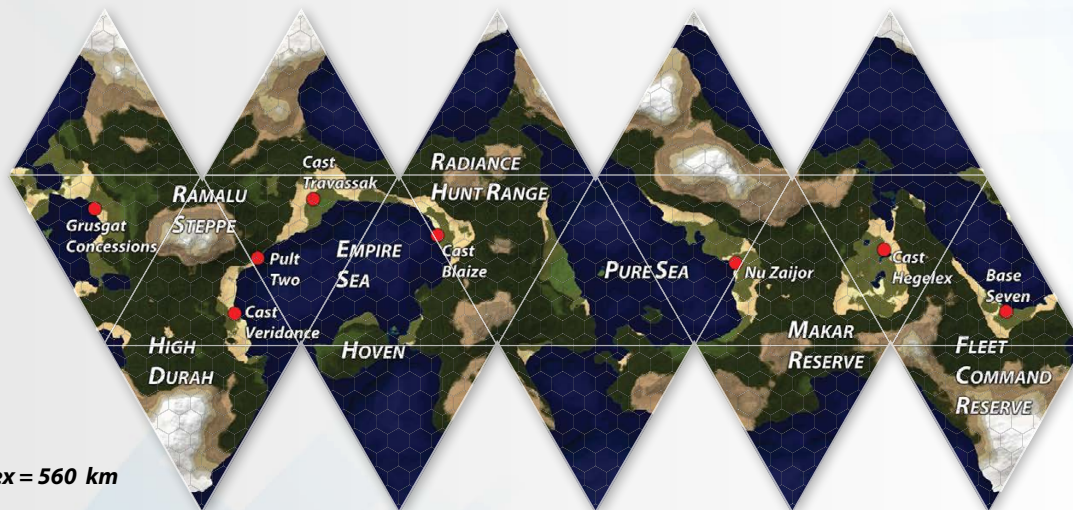 Cast
Travassak
RADIANCE
HUNT RANGE
RAMALU
STEPPE
Grusgat
Concessions
Pult
Two
EMPIRE
SEA
Cast
Blaize
PURE SEA
Nu Zaijor
Cast
Hegelex
Base
Seven
Cast
Veridance
HIGH
DURAH
HOVEN
MAKAR
RESERVE
FLEET
COMMAND
RESERVE
ex = 560 km